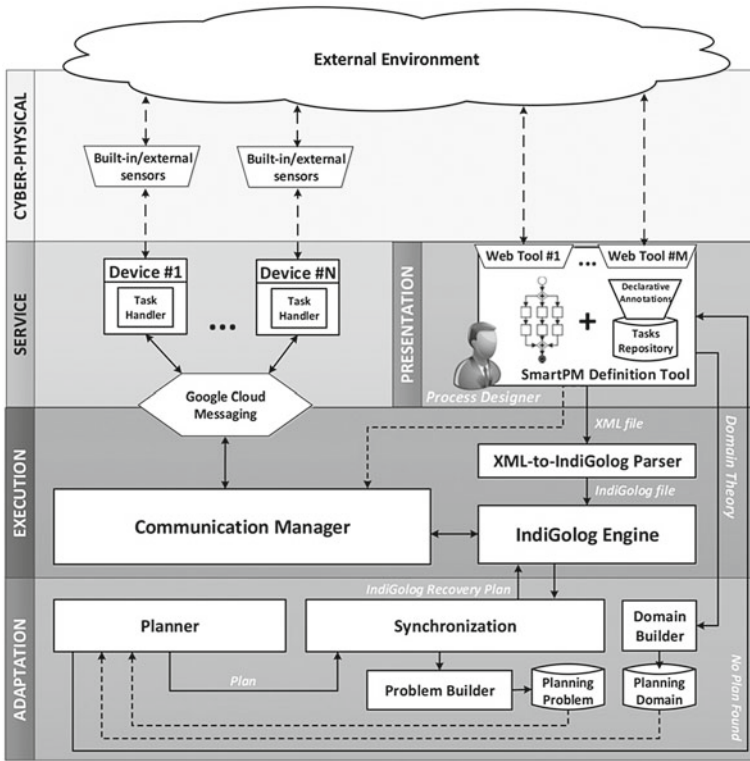 External Environment
CYBER-PHYSICAL
Built-in/external
sensors
Built-in/external
sensors
SERVICE
Device #1
Task
Handler
...
Device #N
Task
Handler
Google Cloud
Messaging
PRESENTATION
Web Tool #1
...
Web Tool #M
Declarative
Annotations
+
Tasks
Repository
SmartPM Definition Tool
Process Designer
XML file
Domain Theory
EXECUTION
XML-to-IndiGolog Parser
IndiGolog file
Communication Manager
IndiGolog Engine
IndiGolog Recovery Plan
ADAPTATION
Planner
Synchronization
Domain
Builder
Plan
Problem Builder
Planning
Problem
Planning
Domain
No Plan Found